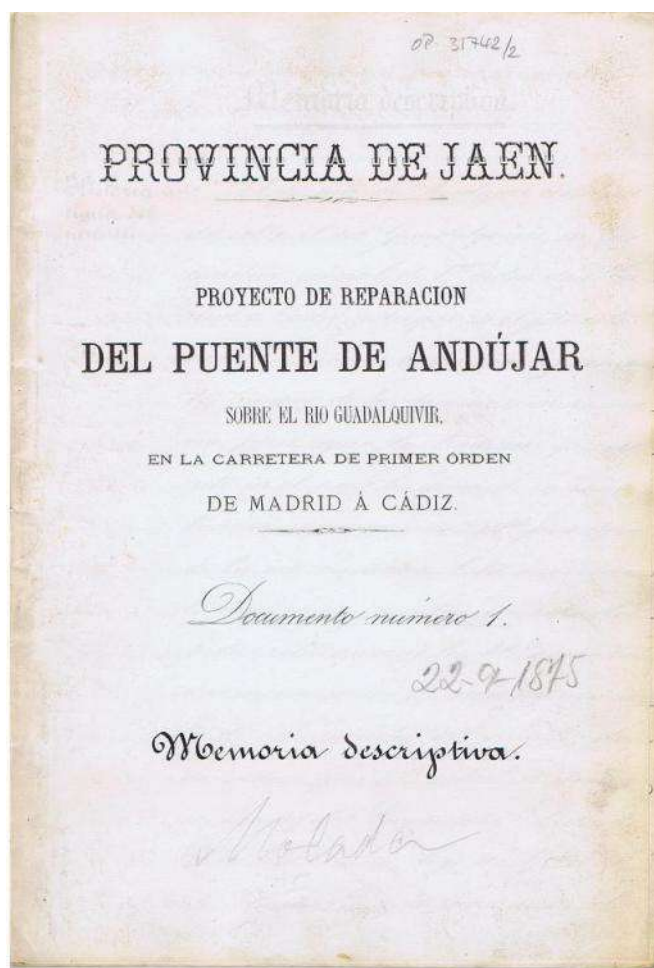 OP 31742/2
PROVINCIA DE JAEN.
PROYECTO DE REPARACION
DEL PUENTE DE ANDÚJAR
SOBRE EL RIO GUADALQUIVIR,
EN LA CARRETERA DE PRIMER ORDEN
DE MADRID Á CÁDIZ.
Documento número 1.
22-9-1875
Memoria descriptiva.